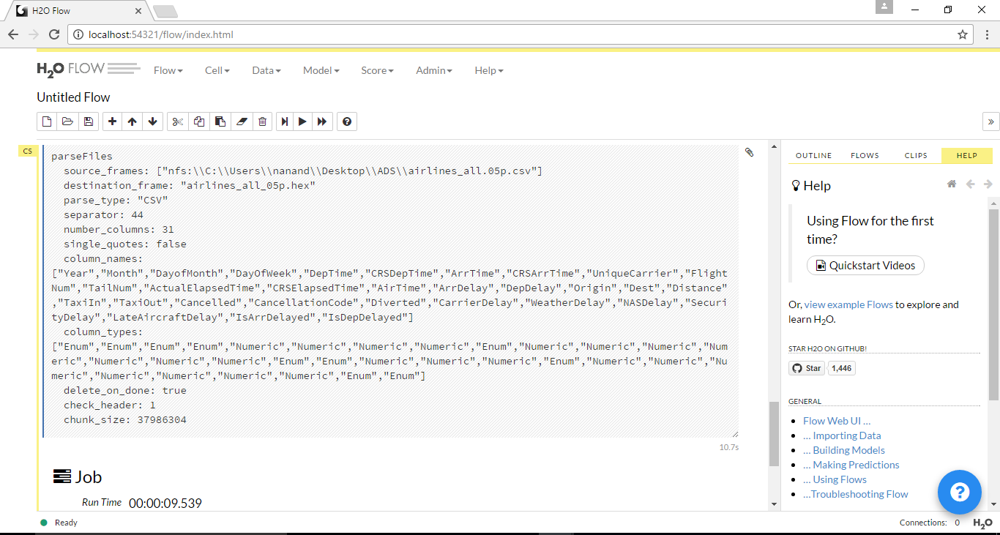 H2O Flow
localhost:54321/flow/index.html
H2O FLOW
Flow
Cell
Data
Model
Score
Admin
Help
Untitled Flow
CS
parseFiles
source_frames: ["nfs:\\C:\\Users\\nanand\\Desktop\\ADS\\airlines_all.05p.csv"]
destination_frame: "airlines_all_05p.hex"
parse_type: "CSV"
separator: 44
number_columns: 31
single_quotes: false
column_names:
["Year","Month","DayofMonth","DayOfWeek","DepTime","CRSDepTime","ArrTime","CRSArrTime","UniqueCarrier","Flight
Num","TailNum","ActualElapsedTime","CRSElapsedTime","AirTime","ArrDelay","DepDelay","Origin","Dest","Distance"
,"TaxiIn","TaxiOut","Cancelled","CancellationCode","Diverted","CarrierDelay","WeatherDelay","NASDelay","Securi
tyDelay","LateAircraftDelay","IsArrDelayed","IsDepDelayed"]
column_types:
["Enum","Enum","Enum","Enum","Numeric","Numeric","Numeric","Numeric","Enum","Numeric","Numeric","Numeric","Num
eric","Numeric","Numeric","Numeric","Enum","Enum","Numeric","Numeric","Numeric","Enum","Numeric","Numeric","Nu
meric","Numeric","Numeric","Numeric","Numeric","Enum","Enum"]
delete_on_done: true
check_header: 1
chunk_size: 37986304
10.7s
Job
Run Time 00:00:09.539
OUTLINE
FLOWS
CLIPS
HELP
Help
Using Flow for the first
time?
Quickstart Videos
Or, view example Flows to explore and
learn H2O.
STAR H2O ON GITHUB!
Star 1,446
GENERAL
Flow Web UI ...
... Importing Data
... Building Models
... Making Predictions
... Using Flows
...Troubleshooting Flow
Ready
Connections: 0 H2O